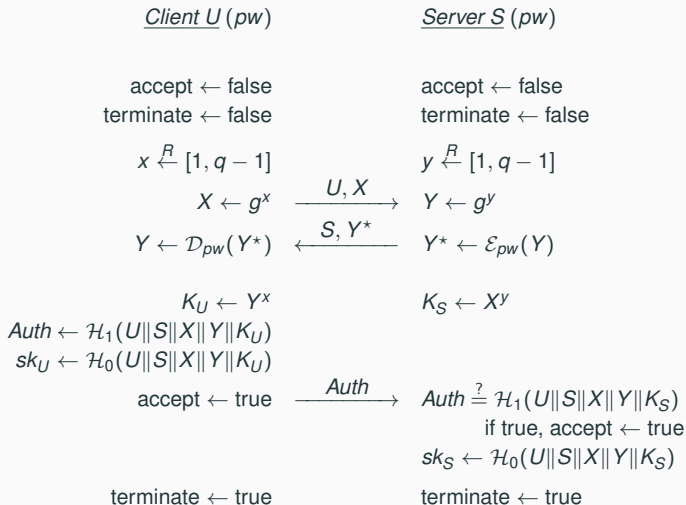 Client U (pw) Server S (pw)
accept ← false accept ← false
terminate ← false terminate ← false
x ←R [1, q − 1] y ←R [1, q − 1]
X ← g^x U, X Y ← g^y
Y ← 𝒟_pw(Y⋆) S, Y⋆ Y⋆ ← ℰ_pw(Y)
K_U ← Y^x K_S ← X^y
Auth ← ℋ_1(U‖S‖X‖Y‖K_U)
sk_U ← ℋ_0(U‖S‖X‖Y‖K_U)
accept ← true Auth Auth ≟ ℋ_1(U‖S‖X‖Y‖K_S)
if true, accept ← true
sk_S ← ℋ_0(U‖S‖X‖Y‖K_S)
terminate ← true terminate ← true